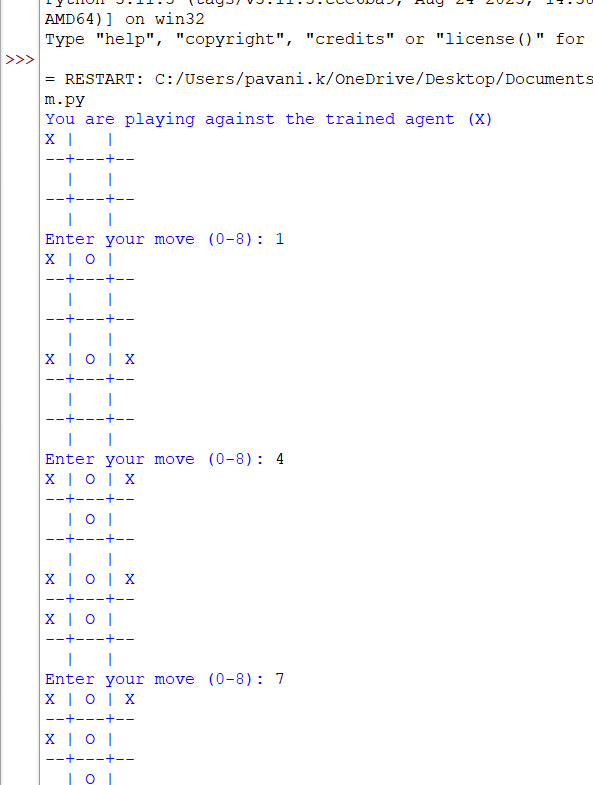 AMD64)] on win32
Type "help", "copyright", "credits" or "license()" for
>>>
= RESTART: C:/Users/pavani.k/OneDrive/Desktop/Documents
m.py
You are playing against the trained agent (X)
X |   |
--+---+--
  |   |
--+---+--
  |   |
Enter your move (0-8): 1
X | O |
--+---+--
  |   |
--+---+--
  |   |
X | O | X
--+---+--
  |   |
--+---+--
  |   |
Enter your move (0-8): 4
X | O | X
--+---+--
  | O |
--+---+--
  |   |
X | O | X
--+---+--
X | O |
--+---+--
  |   |
Enter your move (0-8): 7
X | O | X
--+---+--
X | O |
--+---+--
  | O |